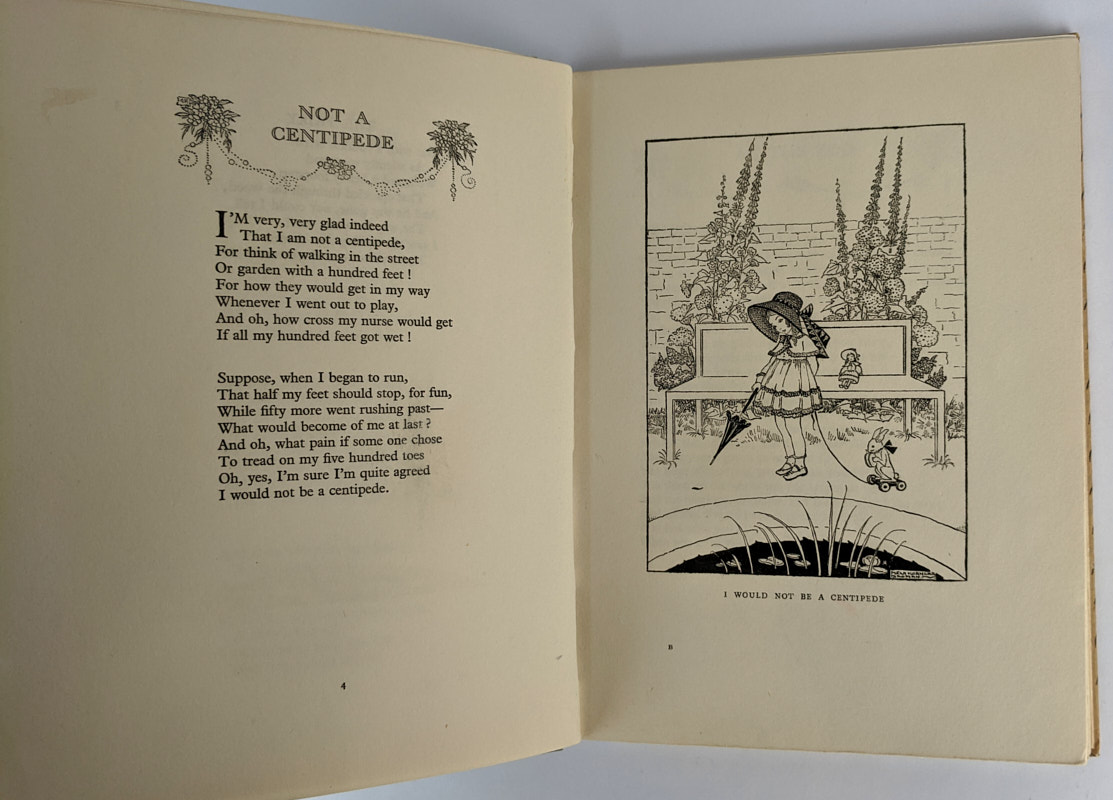 NOT A
CENTIPEDE
I'M very, very glad indeed
That I am not a centipede,
For think of walking in the street
Or garden with a hundred feet !
For how they would get in my way
Whenever I went out to play,
And oh, how cross my nurse would get
If all my hundred feet got wet !
Suppose, when I began to run,
That half my feet should stop, for fun,
While fifty more went rushing past—
What would become of me at last ?
And oh, what pain if some one chose
To tread on my five hundred toes
Oh, yes, I'm sure I'm quite agreed
I would not be a centipede.
4
I WOULD NOT BE A CENTIPEDE
B